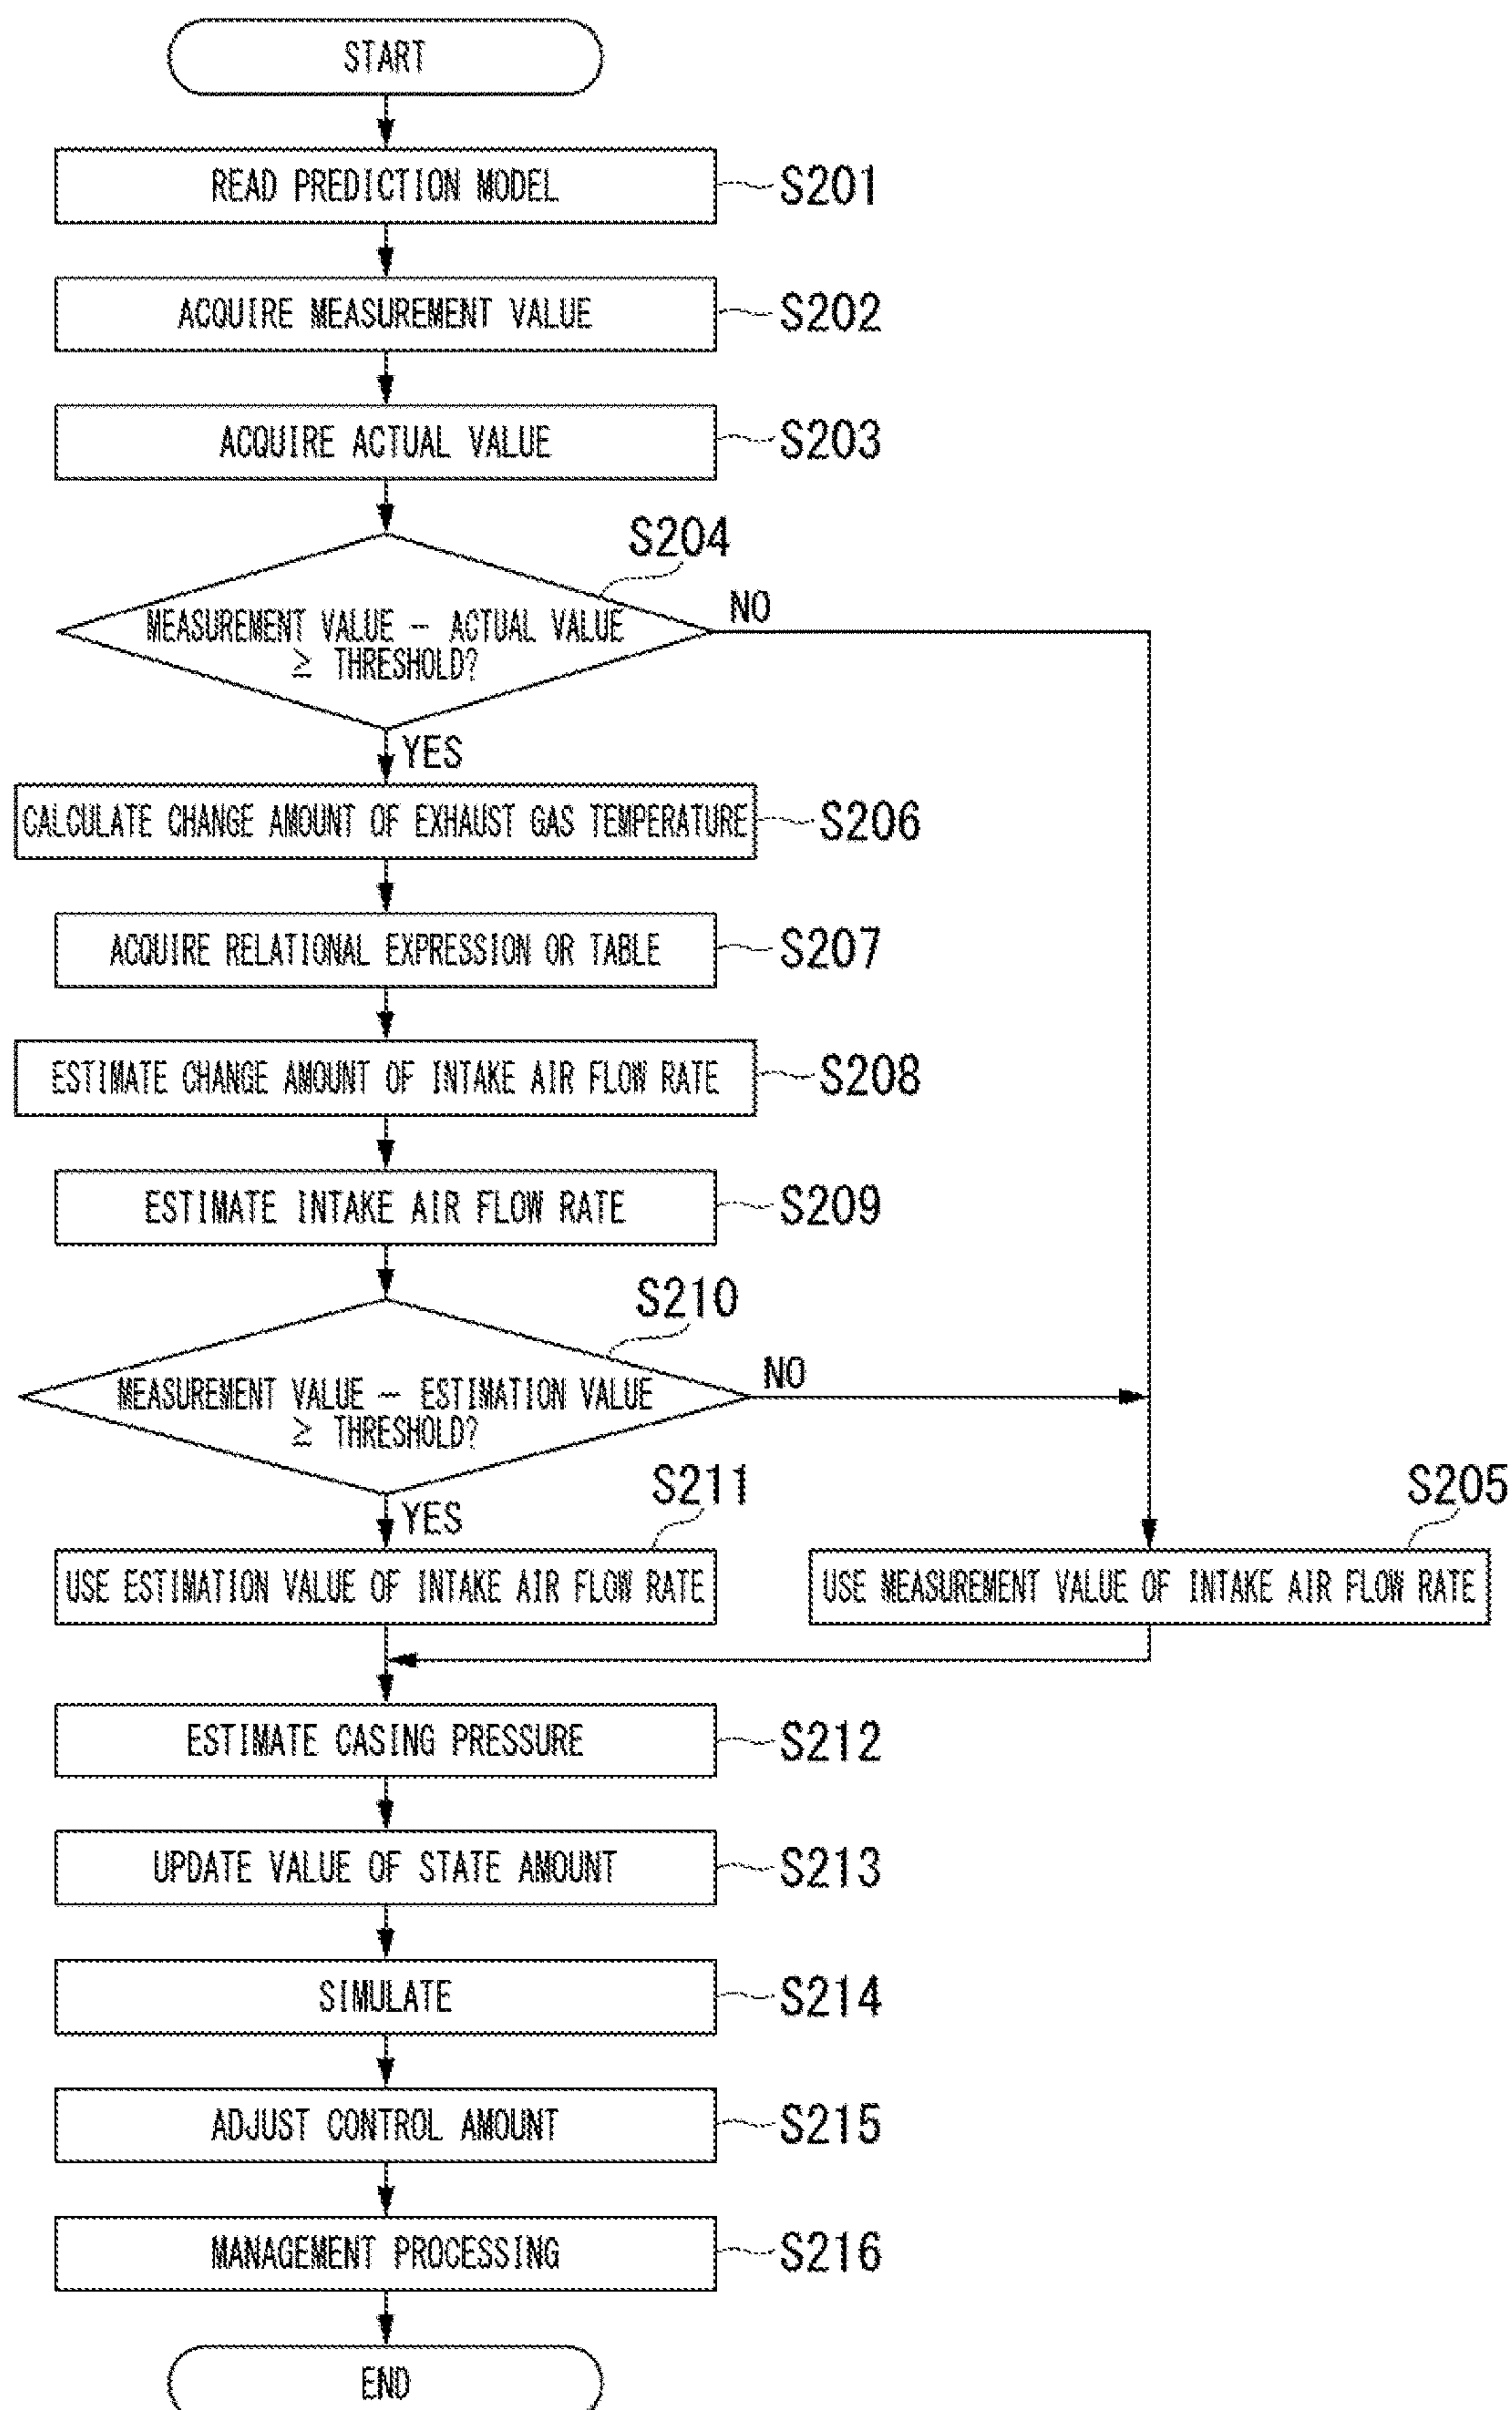 START
READ PREDICTION MODEL
S201
ACQUIRE MEASUREMENT VALUE
S202
ACQUIRE ACTUAL VALUE
S203
S204
MEASUREMENT VALUE - ACTUAL VALUE
≥ THRESHOLD?
NO
YES
CALCULATE CHANGE AMOUNT OF EXHAUST GAS TEMPERATURE
S206
ACQUIRE RELATIONAL EXPRESSION OR TABLE
S207
ESTIMATE CHANGE AMOUNT OF INTAKE AIR FLOW RATE
S208
ESTIMATE INTAKE AIR FLOW RATE
S209
S210
MEASUREMENT VALUE - ESTIMATION VALUE
≥ THRESHOLD?
NO
YES
S211
USE ESTIMATION VALUE OF INTAKE AIR FLOW RATE
S205
USE MEASUREMENT VALUE OF INTAKE AIR FLOW RATE
ESTIMATE CASING PRESSURE
S212
UPDATE VALUE OF STATE AMOUNT
S213
SIMULATE
S214
ADJUST CONTROL AMOUNT
S215
MANAGEMENT PROCESSING
S216
END